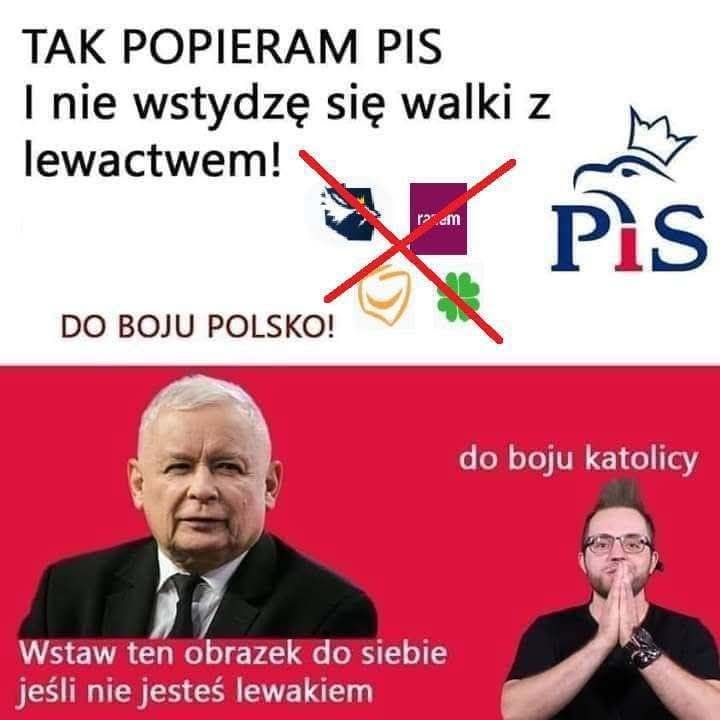 TAK POPIERAM PIS
I nie wstydzę się walki z
lewactwem!
razem
PiS
DO BOJU POLSKO!
do boju katolicy
Wstaw ten obrazek do siebie
jeśli nie jesteś lewakiem